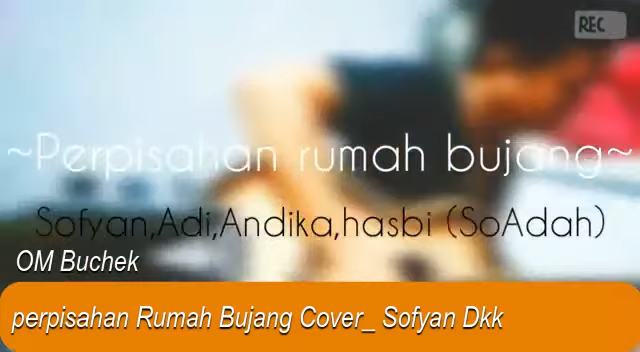 REC
~Perpisahan rumah bujang~
Sofyan,Adi,Andika,hasbi (SoAdah)
OM Buchek
perpisahan Rumah Bujang Cover_ Sofyan Dkk